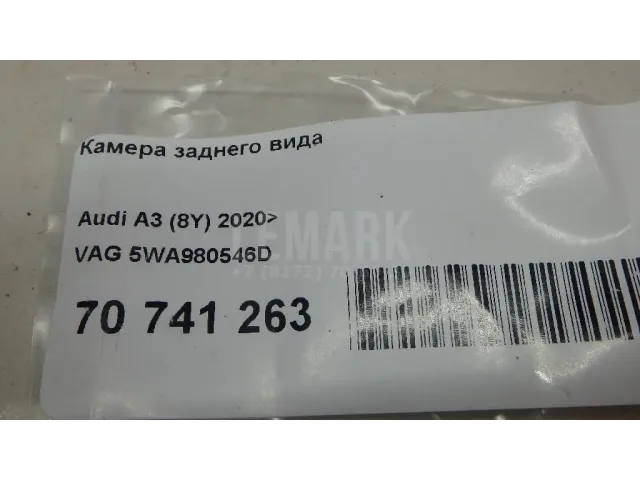 Камера заднего вида
Audi A3 (8Y) 2020>
VAG 5WA980546D
70 741 263